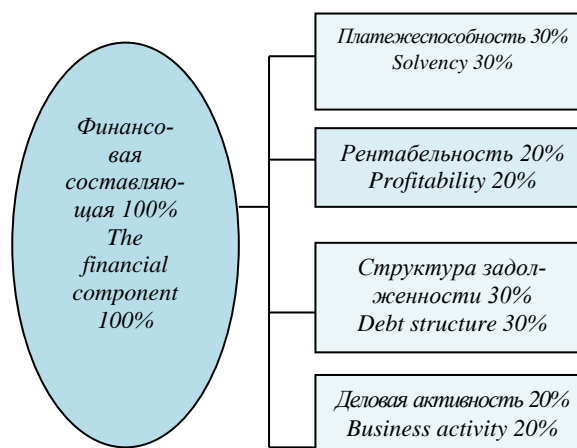 Финансо-
вая
составляю-
щая 100%
The
financial
component
100%
Платежеспособность 30%
Solvency 30%
Рентабельность 20%
Profitability 20%
Структура задол-
женности 30%
Debt structure 30%
Деловая активность 20%
Business activity 20%